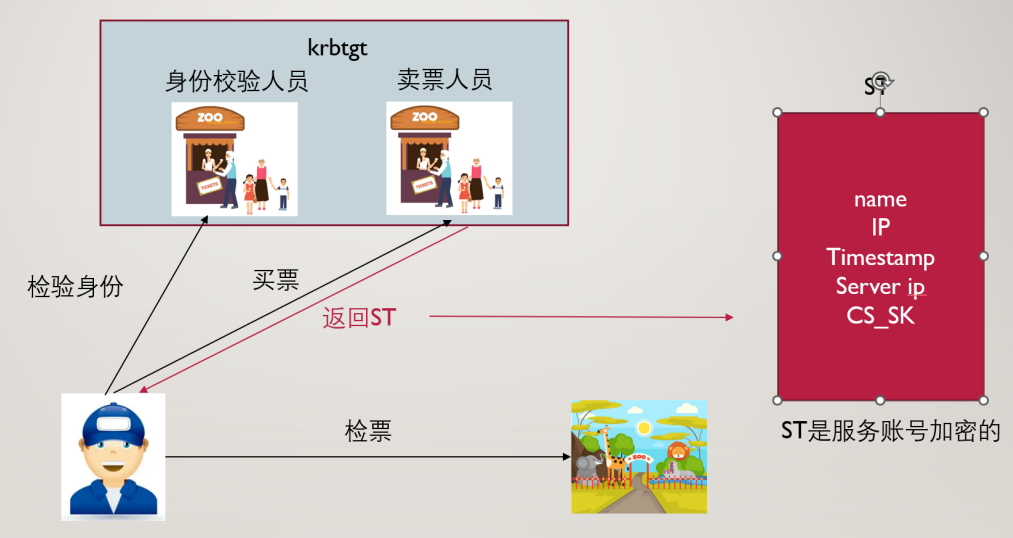 krbtgt
身份校验人员
卖票人员
ZOO
TICKETS
ZOO
TICKETS
检验身份
买票
返回ST
检票
ZOO
ST
name
IP
Timestamp
Server ip
CS_SK
ST是服务账号加密的